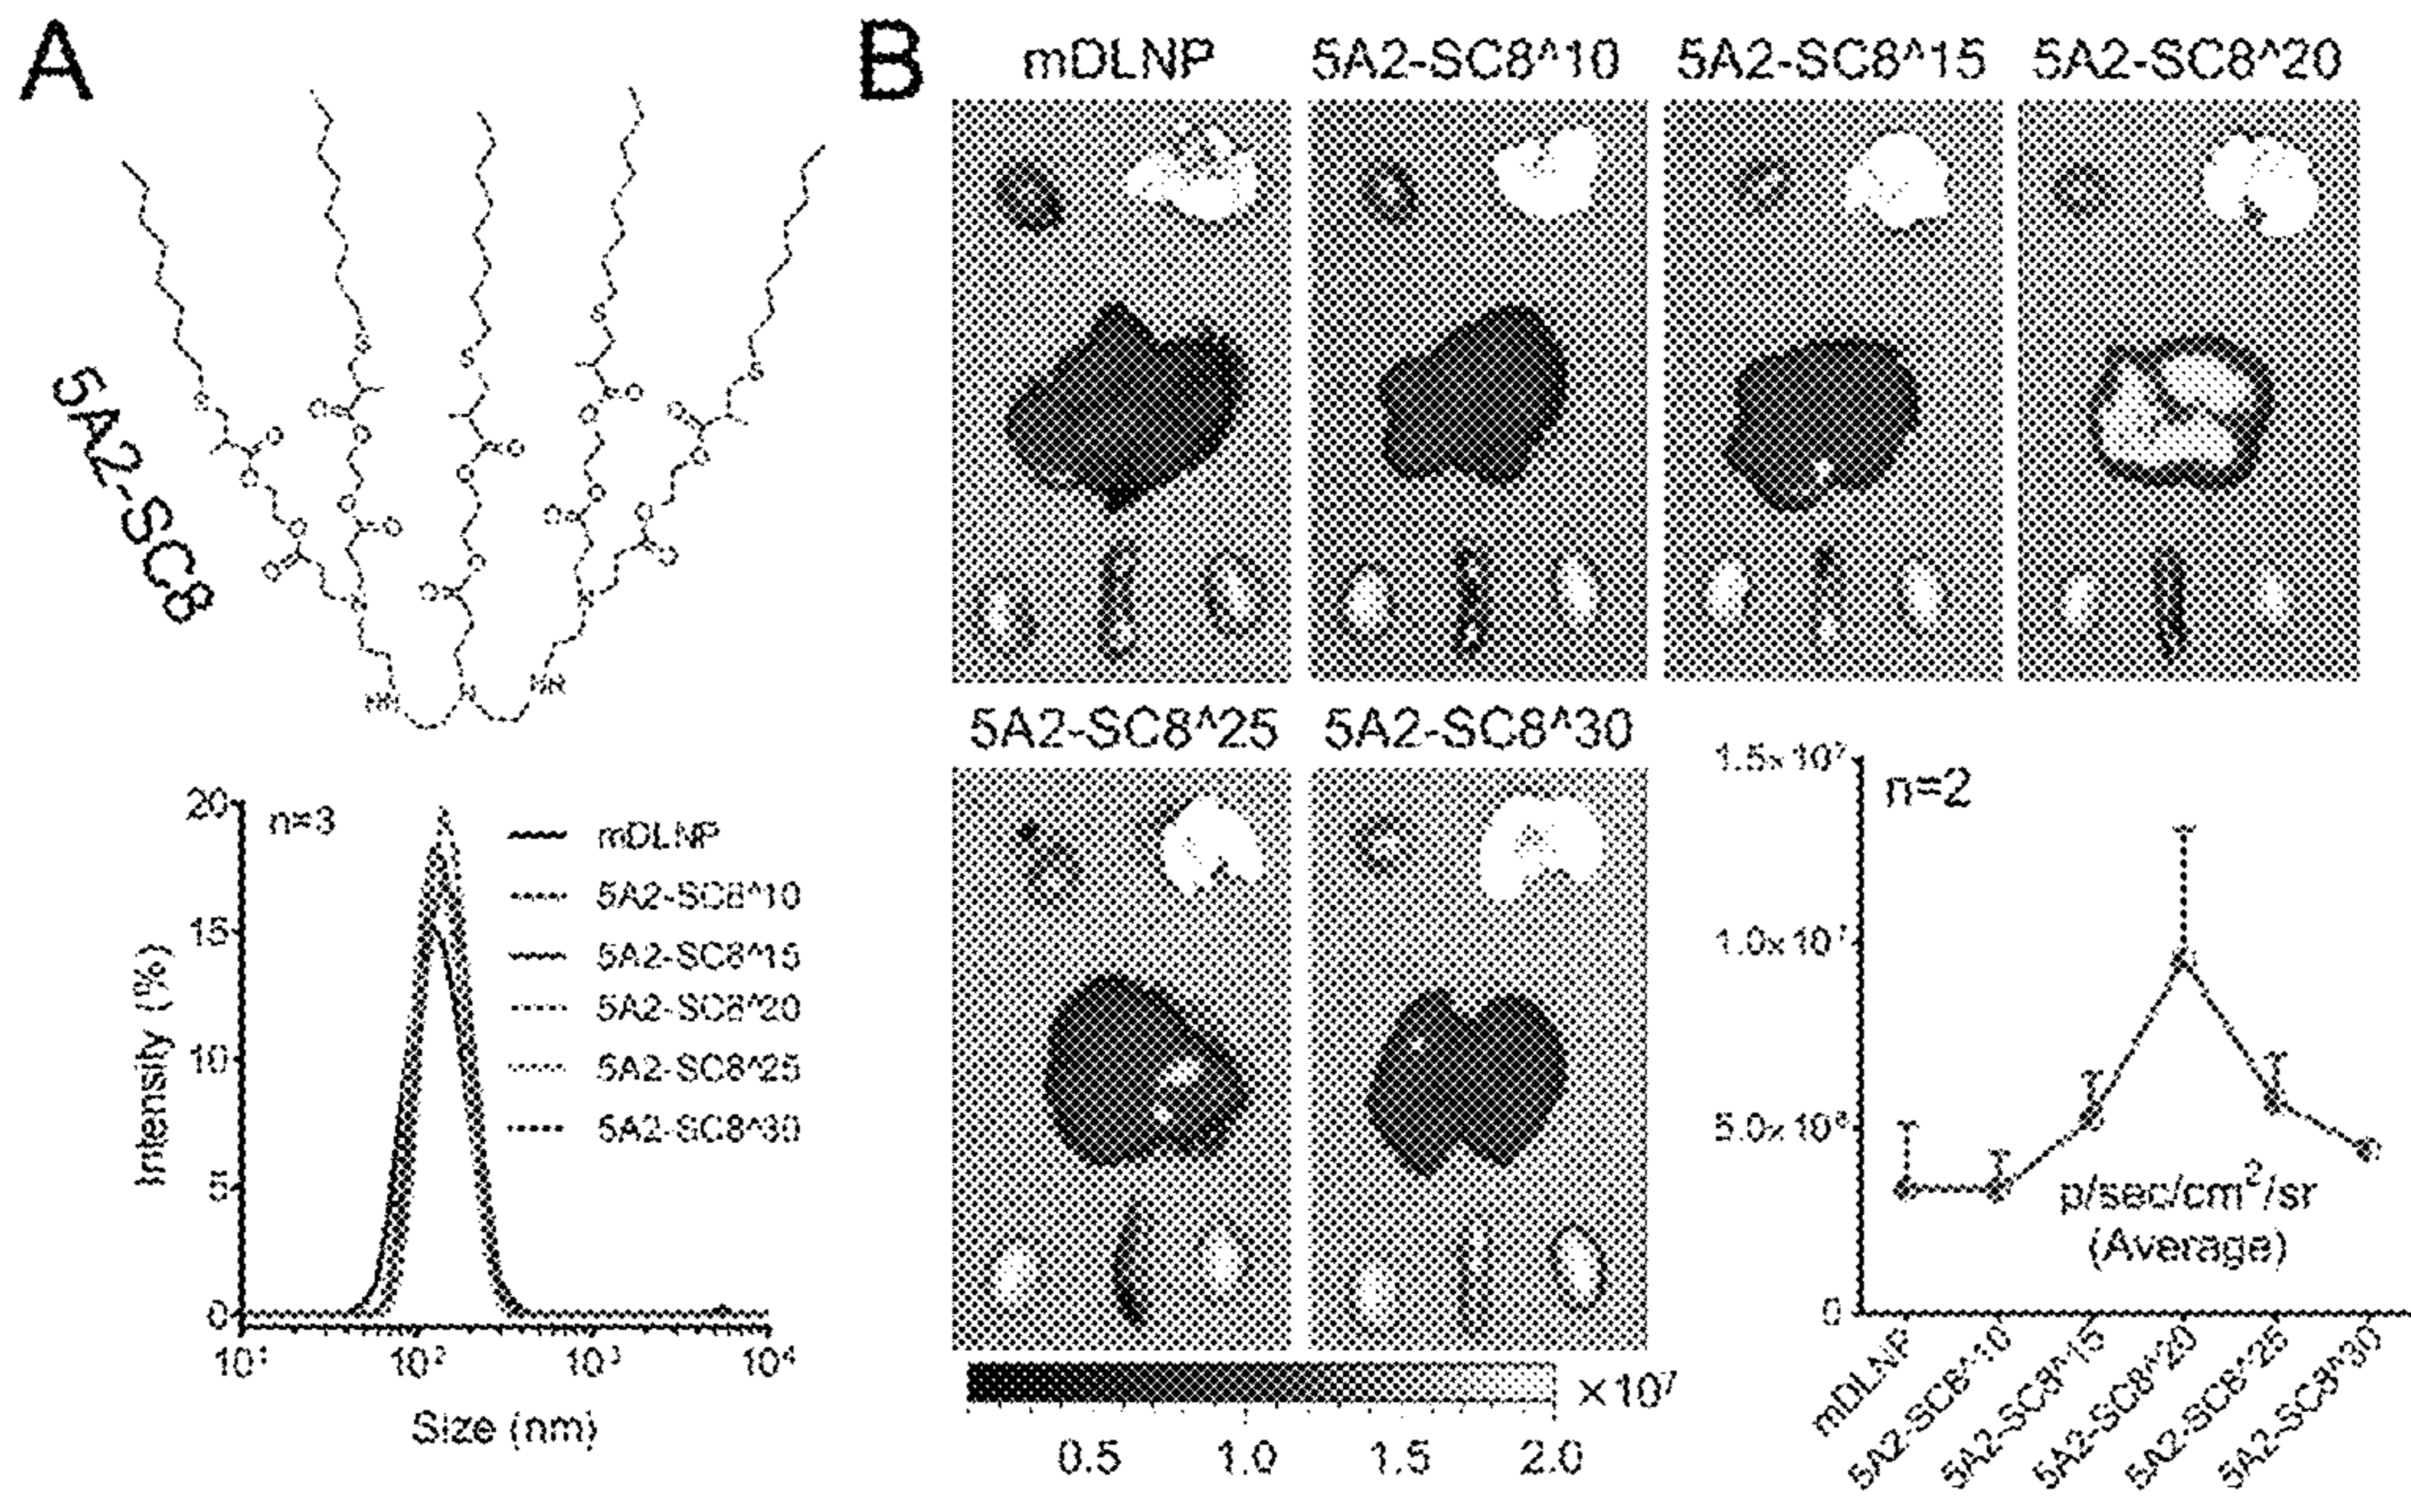 A
5A2-SC8
20
n=3
mDLNP
5A2-SC8^10
15
5A2-SC8^15
5A2-SC8^20
10
5A2-SC8^25
5A2-SC8^30
5
0
Intensity (%)
10¹ 10² 10³ 10⁴
Size (nm)
B
mDLNP 5A2-SC8^10 5A2-SC8^15 5A2-SC8^20
5A2-SC8^25 5A2-SC8^30
×10⁷
0.5 1.0 1.5 2.0
1.5×10⁷
n=2
1.0×10⁷
5.0×10⁶
p/sec/cm²/sr
(Average)
0
mDLNP
5A2-SC8^10
5A2-SC8^15
5A2-SC8^20
5A2-SC8^25
5A2-SC8^30